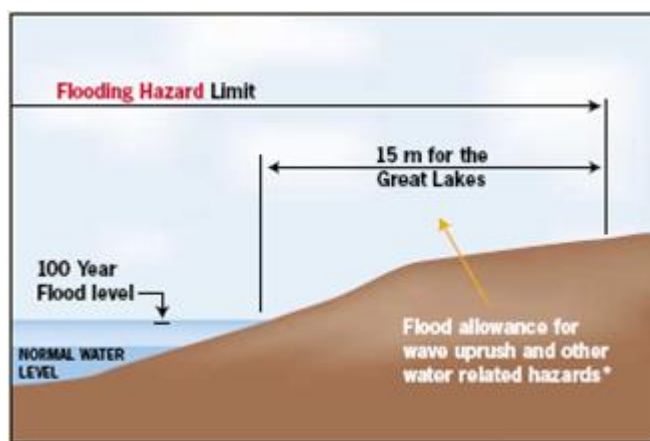 Flooding Hazard Limit
15 m for the
Great Lakes
100 Year
Flood level
NORMAL WATER
LEVEL
Flood allowance for
wave uprush and other
water related hazards*